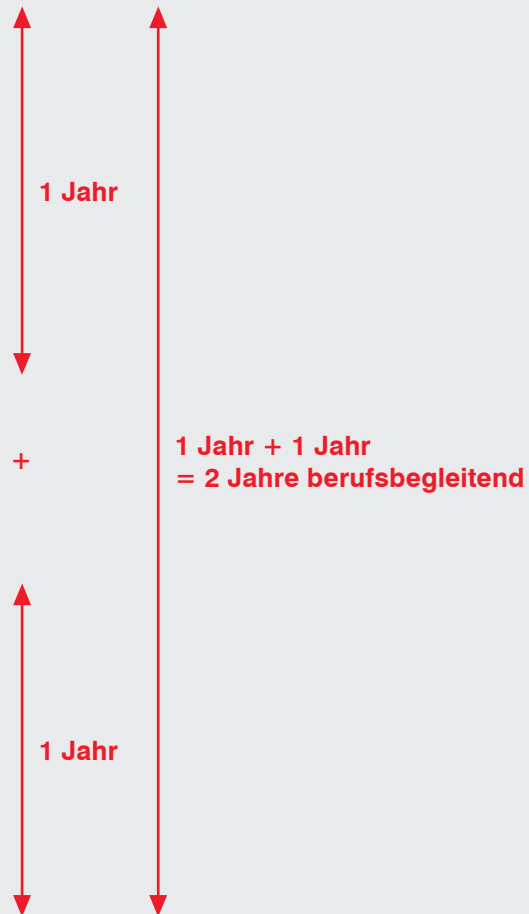 1 Jahr
+
1 Jahr + 1 Jahr
= 2 Jahre berufsbegleitend
1 Jahr